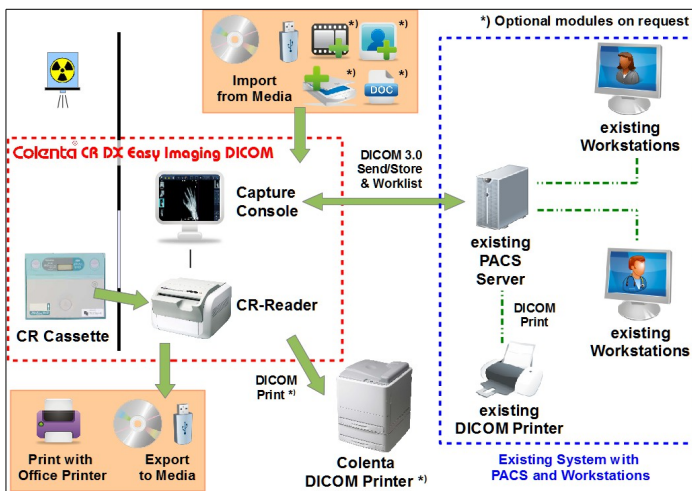 *) Optional modules on request
*)
*)
Import
from Media
*)
*)
DOC
existing
Workstations
Colenta® CR DX Easy Imaging DICOM
DICOM 3.0
Send/Store
& Worklist
Capture
Console
existing
PACS
Server
CR-Reader
CR Cassette
DICOM
Print
existing
Workstations
DICOM
Print *)
existing
DICOM Printer
Print with
Office Printer
Export
to Media
Colenta
DICOM Printer *)
Existing System with
PACS and Workstations